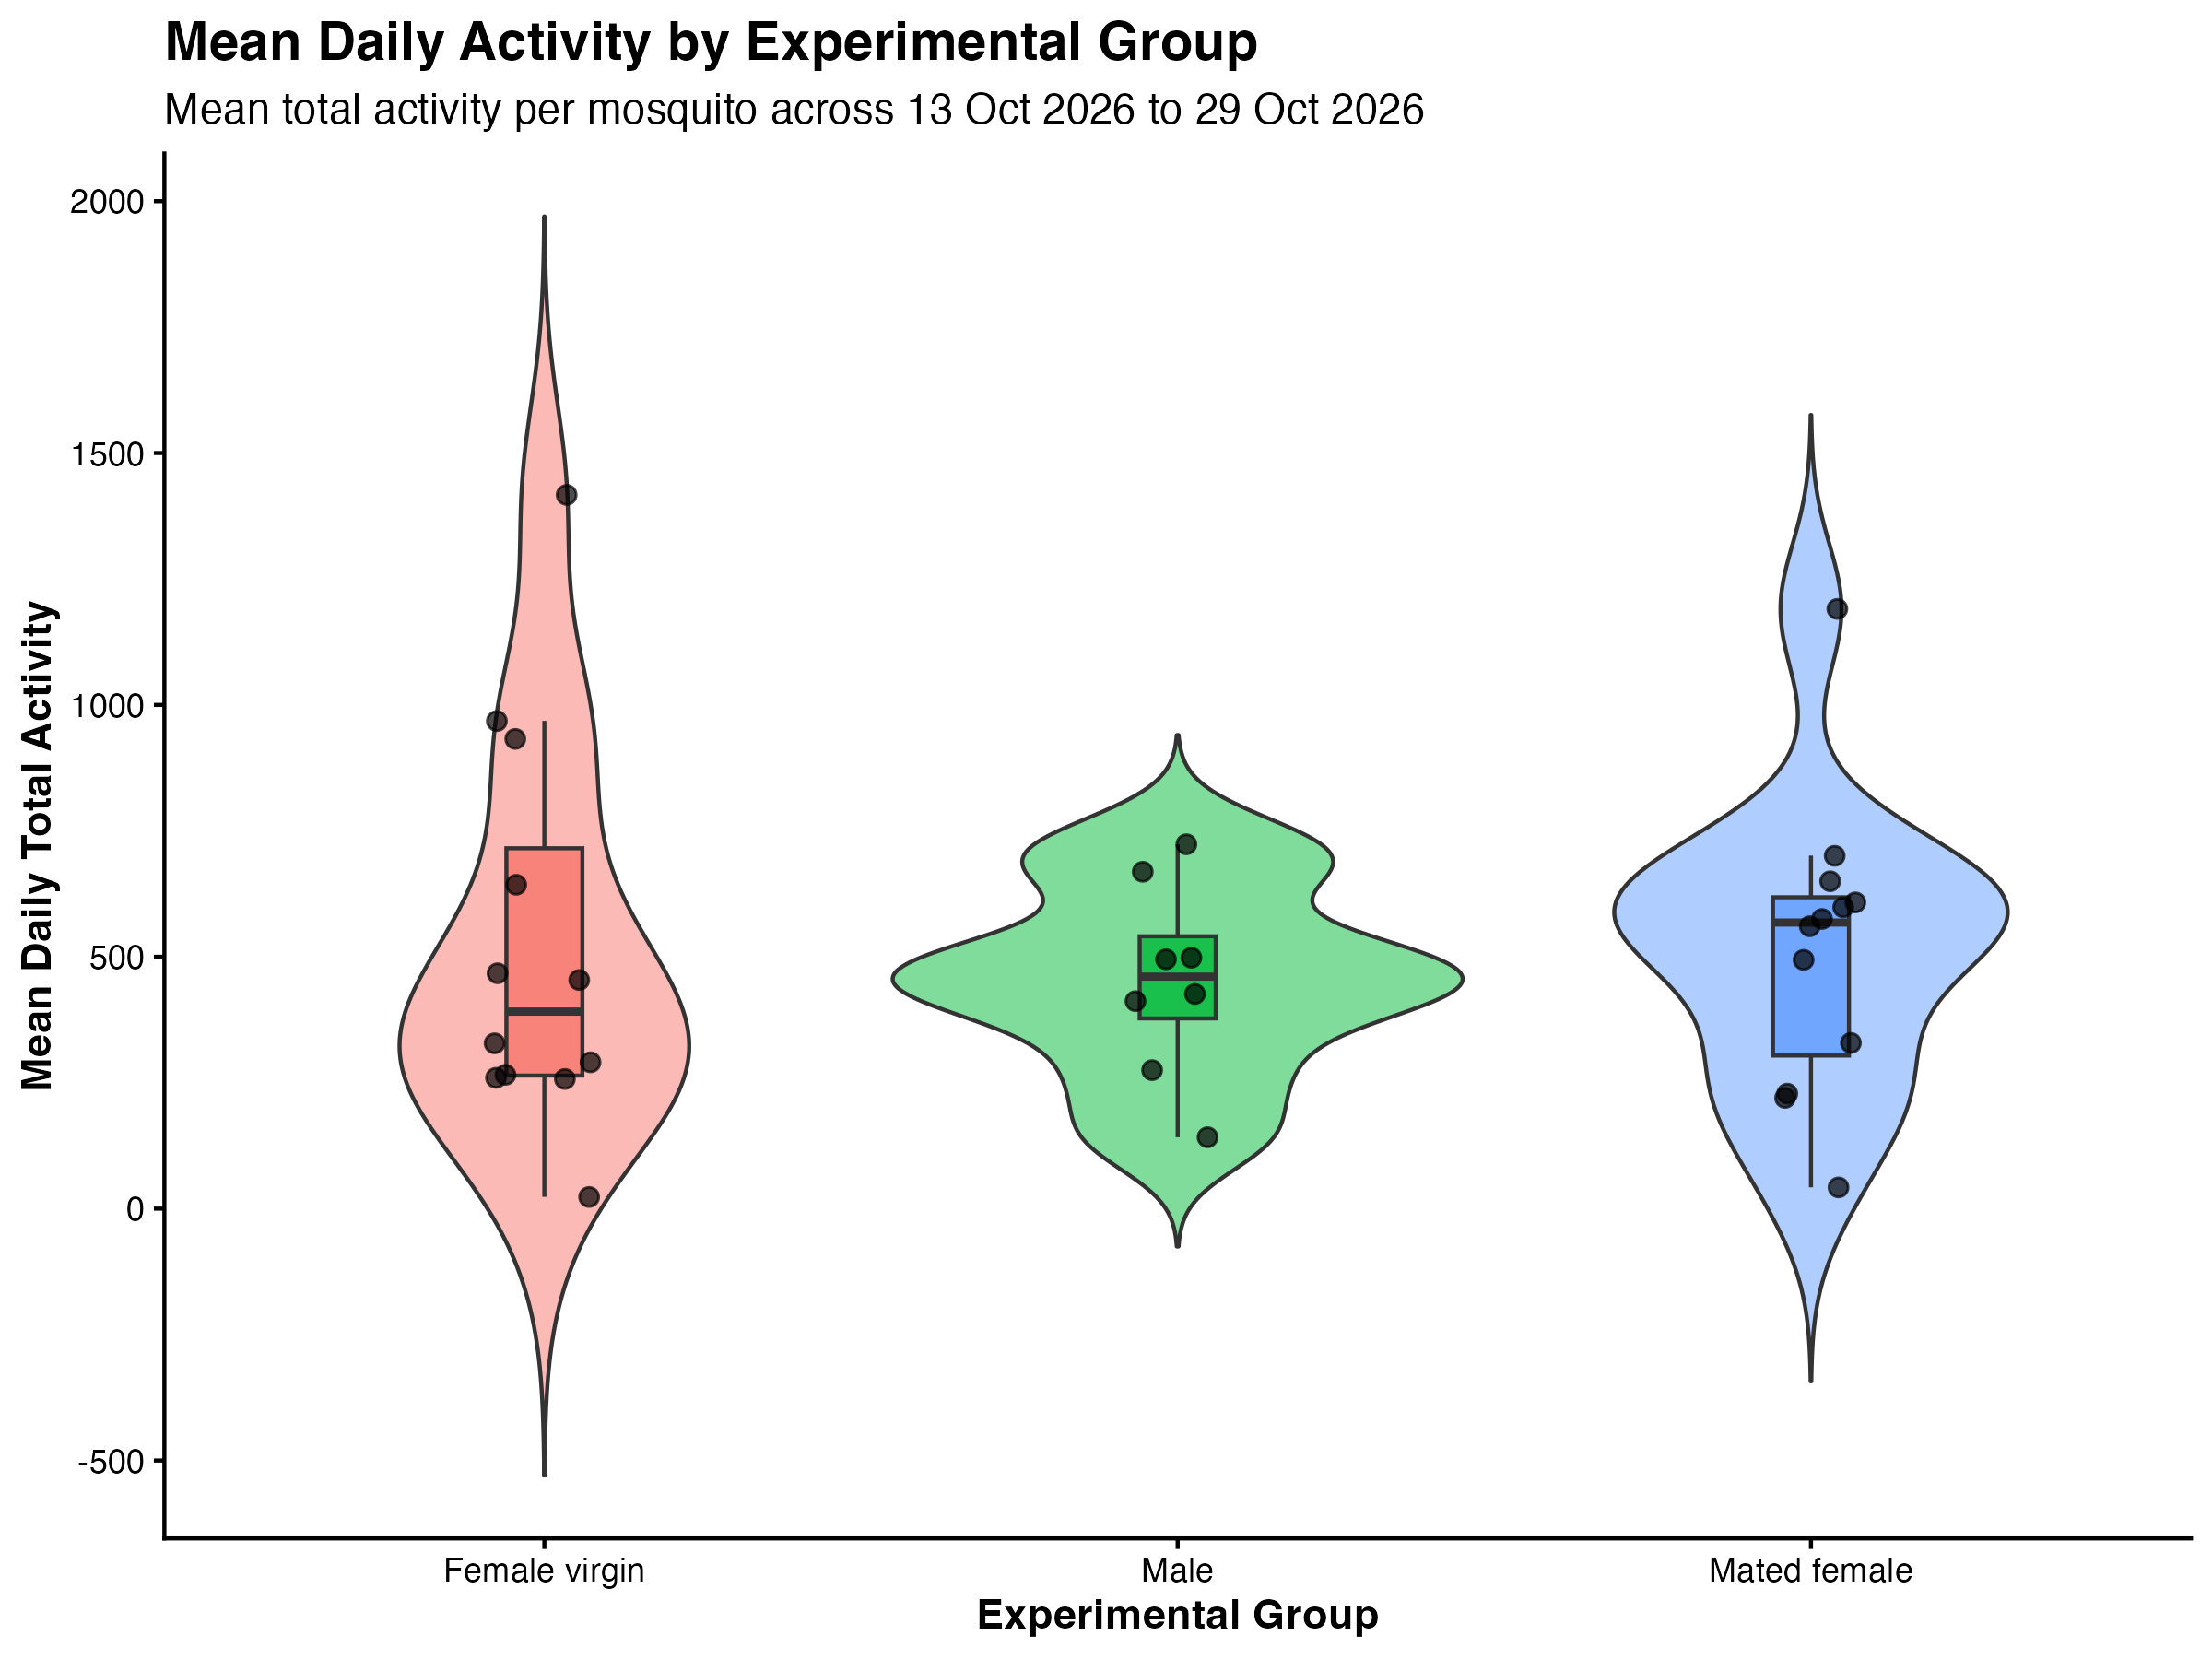 Mean Daily Activity by Experimental Group
Mean total activity per mosquito across 13 Oct 2026 to 29 Oct 2026
Mean Daily Total Activity
2000
1500
1000
500
0
-500
Female virgin
Male
Mated female
Experimental Group